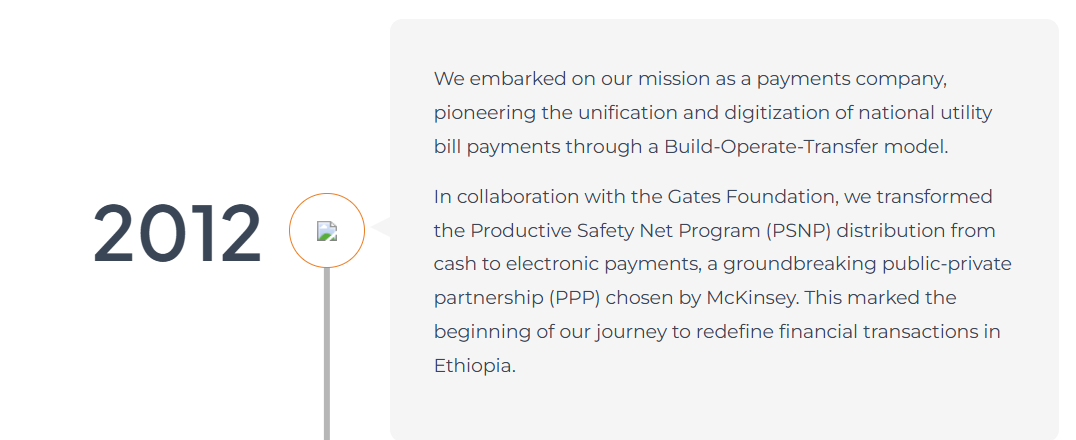 2012
We embarked on our mission as a payments company,
pioneering the unification and digitization of national utility
bill payments through a Build-Operate-Transfer model.
In collaboration with the Gates Foundation, we transformed
the Productive Safety Net Program (PSNP) distribution from
cash to electronic payments, a groundbreaking public-private
partnership (PPP) chosen by McKinsey. This marked the
beginning of our journey to redefine financial transactions in
Ethiopia.